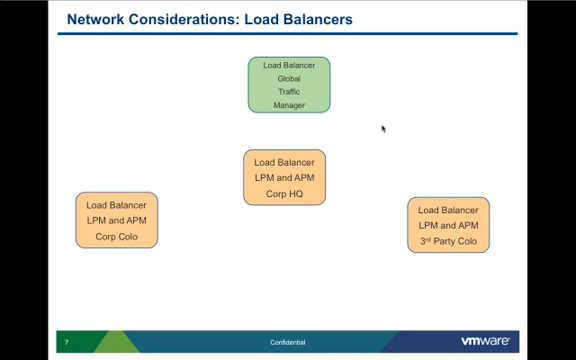 Network Considerations: Load Balancers
Load Balancer
Global
Traffic
Manager
Load Balancer
LPM and APM
Corp HQ
Load Balancer
LPM and APM
Corp Colo
Load Balancer
LPM and APM
3rd Party Colo
7
Confidential
vmware